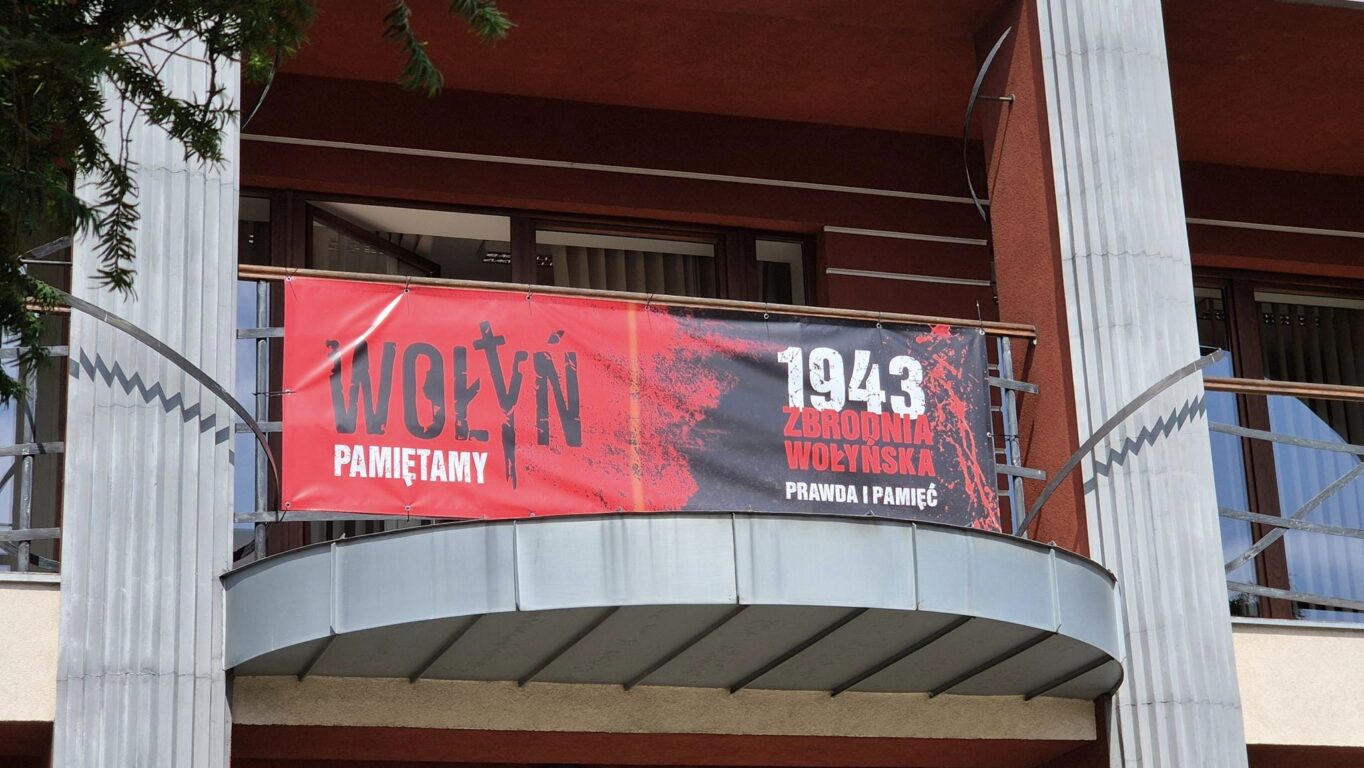 WOŁYŃ
PAMIĘTAMY
1943
ZBRODNIA
WOŁYŃSKA
PRAWDA I PAMIĘĆ